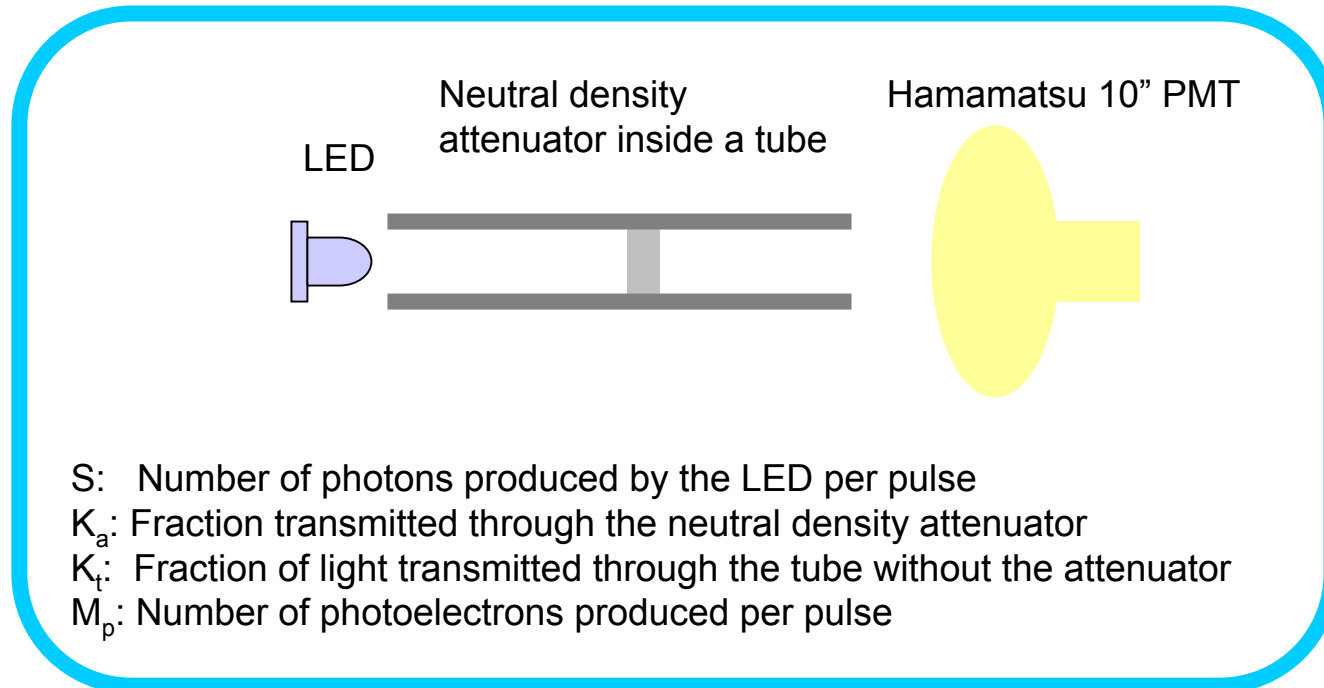 Neutral density
attenuator inside a tube
Hamamatsu 10” PMT
LED
S: Number of photons produced by the LED per pulse
Kₐ: Fraction transmitted through the neutral density attenuator
Kₜ: Fraction of light transmitted through the tube without the attenuator
Mₚ: Number of photoelectrons produced per pulse